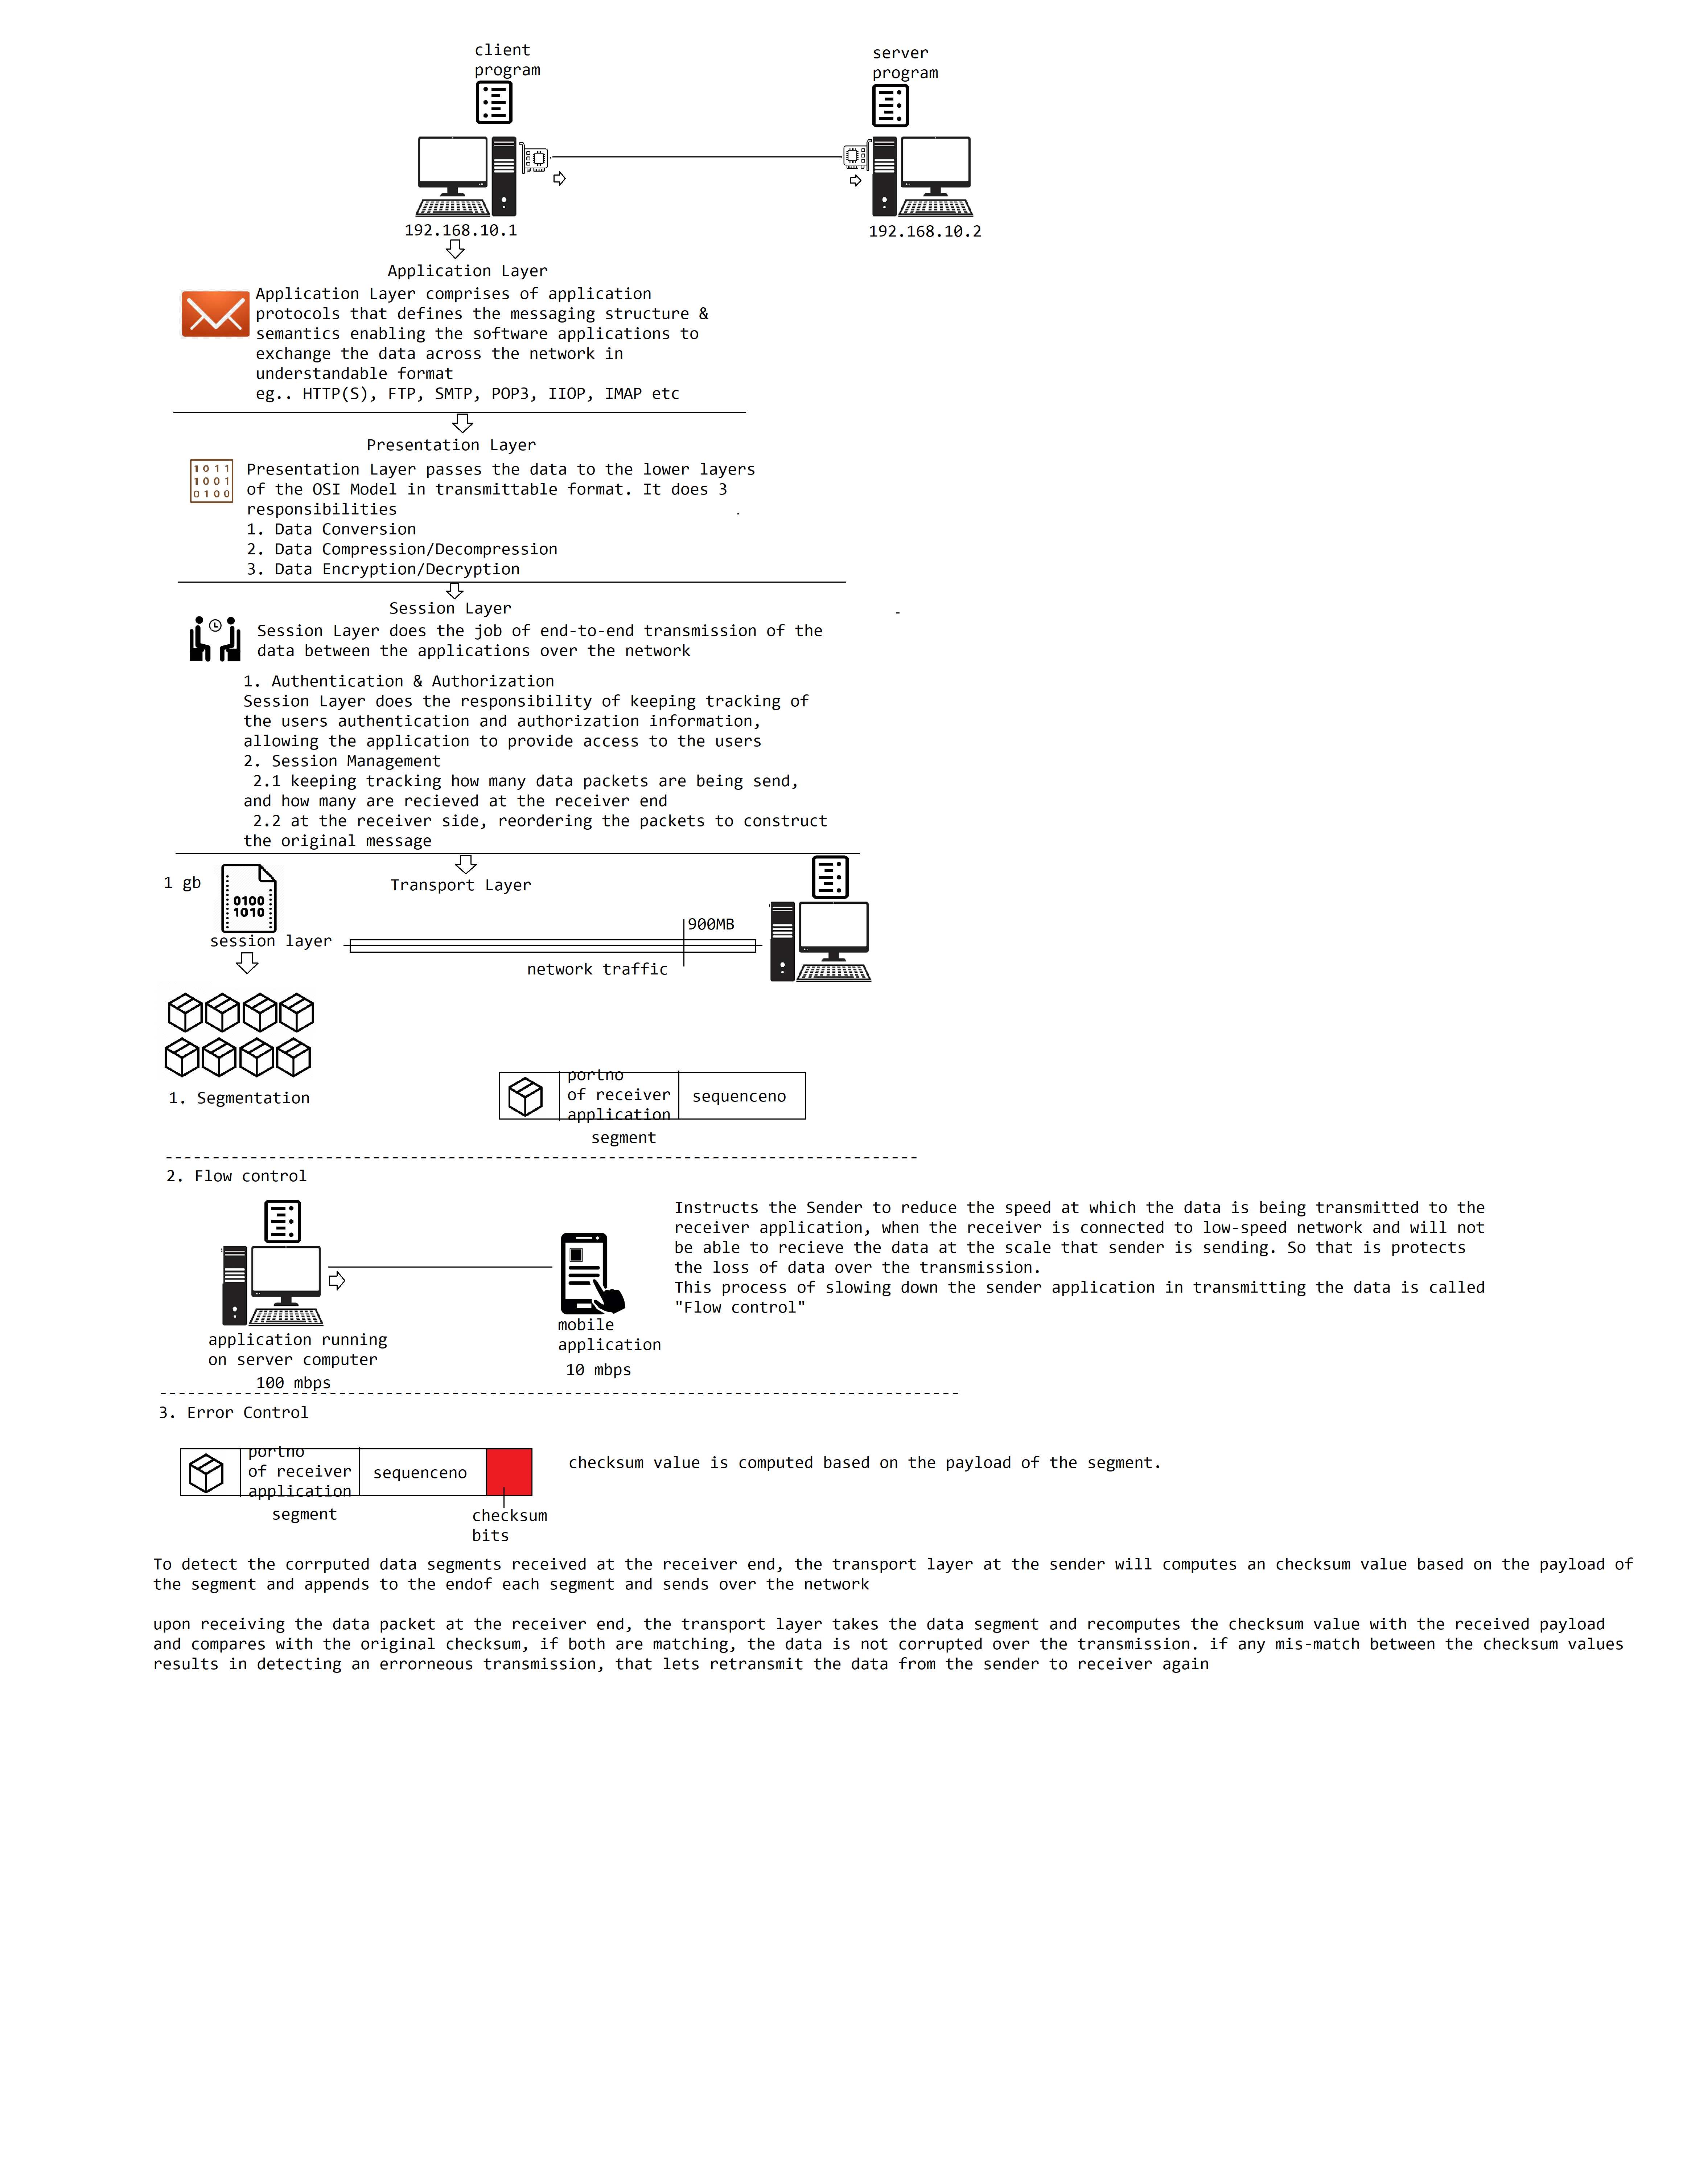 client
program
server
program
192.168.10.1
192.168.10.2
Application Layer
Application Layer comprises of application
protocols that defines the messaging structure &
semantics enabling the software applications to
exchange the data across the network in
understandable format
eg.. HTTP(S), FTP, SMTP, POP3, IIOP, IMAP etc
Presentation Layer
1 0 1 1
1 0 0 1
0 1 0 0
Presentation Layer passes the data to the lower layers
of the OSI Model in transmittable format. It does 3
responsibilities
1. Data Conversion
2. Data Compression/Decompression
3. Data Encryption/Decryption
Session Layer
Session Layer does the job of end-to-end transmission of the
data between the applications over the network
1. Authentication & Authorization
Session Layer does the responsibility of keeping tracking of
the users authentication and authorization information,
allowing the application to provide access to the users
2. Session Management
2.1 keeping tracking how many data packets are being send,
and how many are recieved at the receiver end
2.2 at the receiver side, reordering the packets to construct
the original message
Transport Layer
1 gb
0100
1010
session layer
900MB
network traffic
1. Segmentation
portno
of receiver
application
sequenceno
segment
2. Flow control
application running
on server computer
100 mbps
mobile
application
10 mbps
Instructs the Sender to reduce the speed at which the data is being transmitted to the
receiver application, when the receiver is connected to low-speed network and will not
be able to recieve the data at the scale that sender is sending. So that is protects
the loss of data over the transmission.
This process of slowing down the sender application in transmitting the data is called
"Flow control"
3. Error Control
portno
of receiver
application
sequenceno
segment
checksum
bits
checksum value is computed based on the payload of the segment.
To detect the corrputed data segments received at the receiver end, the transport layer at the sender will computes an checksum value based on the payload of
the segment and appends to the endof each segment and sends over the network
upon receiving the data packet at the receiver end, the transport layer takes the data segment and recomputes the checksum value with the received payload
and compares with the original checksum, if both are matching, the data is not corrupted over the transmission. if any mis-match between the checksum values
results in detecting an errorneous transmission, that lets retransmit the data from the sender to receiver again